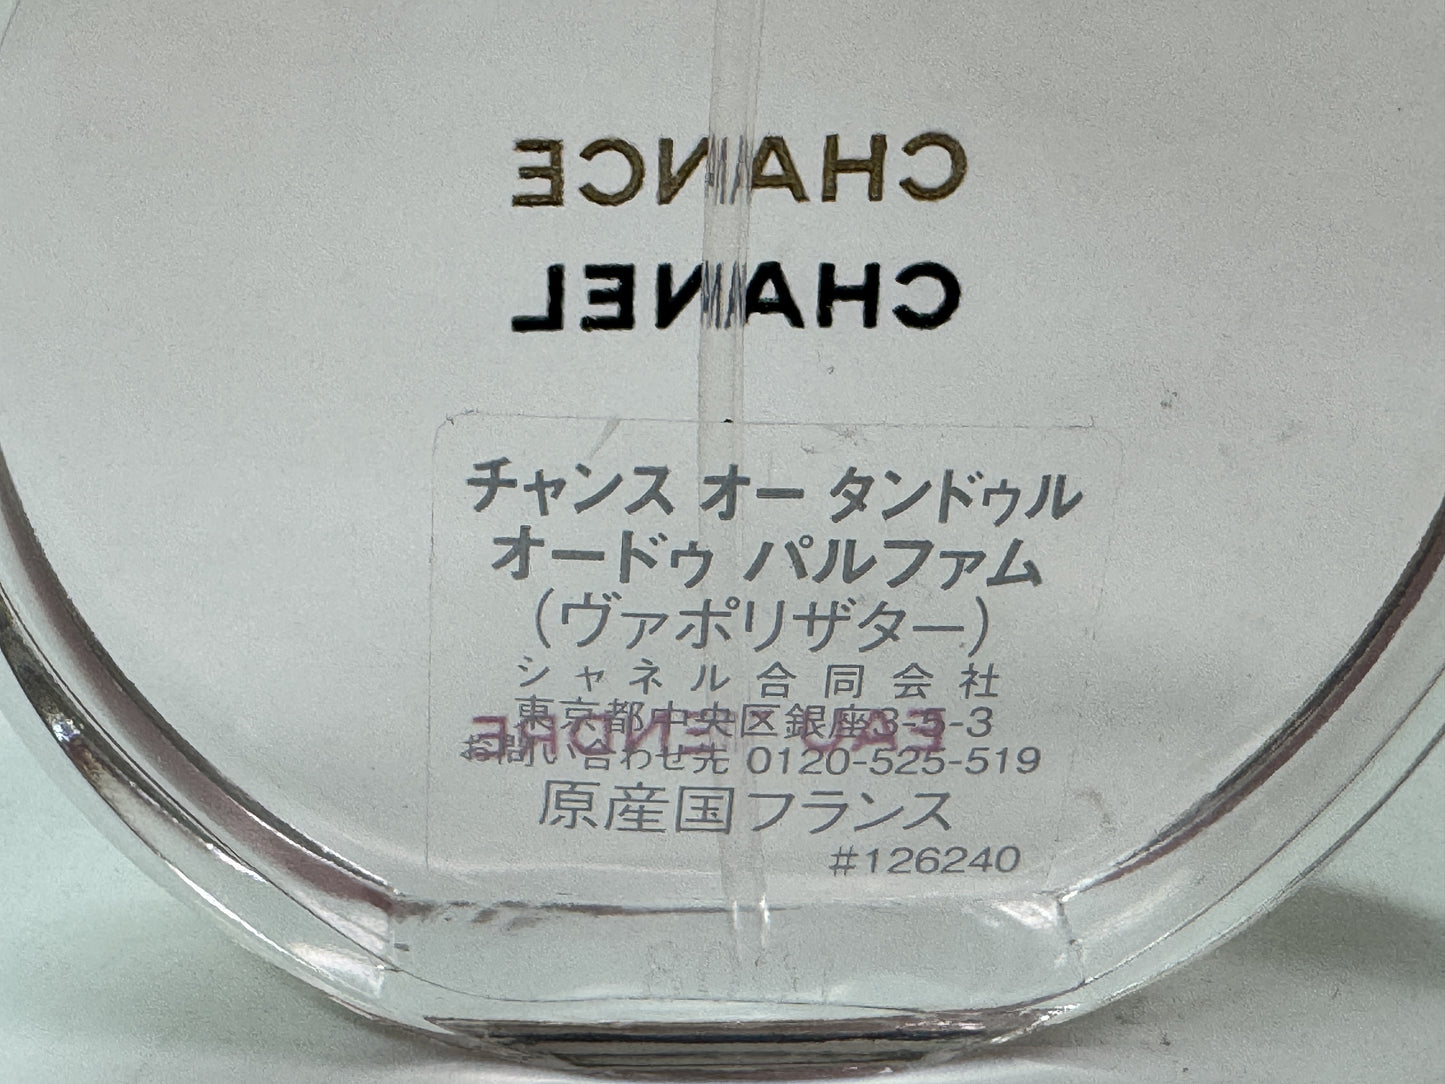 CHANCE
CHANEL
チャンス オー タンドゥル
オードゥ パルファム
(ヴァポリザター)
シャネル合同会社
東京都中央区銀座3-5-3
EAU TENDRE
お問い合わせ先 0120-525-519
原産国フランス
#126240